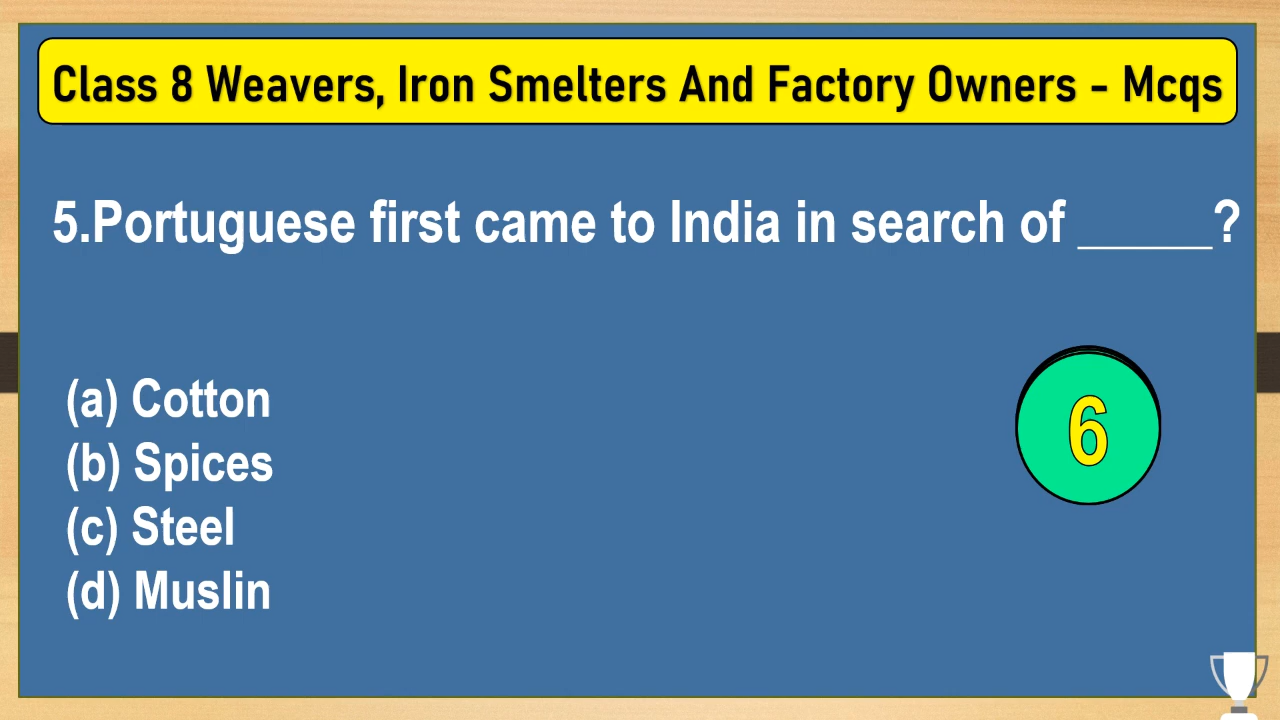 Class 8 Weavers, Iron Smelters And Factory Owners - Mcqs
5.Portuguese first came to India in search of ______?
(a) Cotton
(b) Spices
6
(c) Steel
(d) Muslin